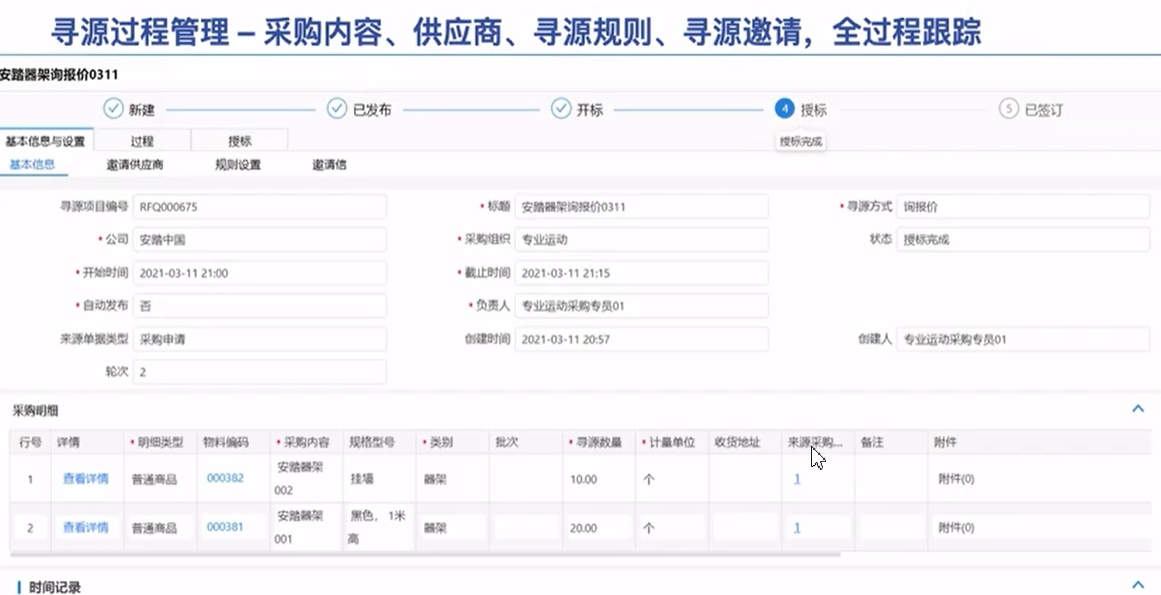 寻源过程管理 – 采购内容、供应商、寻源规则、寻源邀请，全过程跟踪
安踏器架询报价0311
新建 已发布 开标 4 授标 5 已签订
基本信息与设置 过程 授标 授标完成
基本信息 邀请供应商 规则设置 邀请信
寻源项目编号 RFQ000675 * 标题 安踏器架询报价0311 * 寻源方式 询报价
* 公司 安踏中国 * 采购组织 专业运动 状态 授标完成
* 开始时间 2021-03-11 21:00 * 截止时间 2021-03-11 21:15
* 自动发布 否 * 负责人 专业运动采购专员01
来源单据类型 采购申请 创建时间 2021-03-11 20:57 创建人 专业运动采购专员01
轮次 2
采购明细
行号 详情 * 明细类型 物料编码 * 采购内容 规格型号 * 类别 批次 * 寻源数量 * 计量单位 收货地址 来源采购... 备注 附件
1 查看详情 普通商品 000382 安踏器架002 挂墙 器架 10.00 个 1 附件(0)
2 查看详情 普通商品 000381 安踏器架001 黑色，1米高 器架 20.00 个 1 附件(0)
时间记录